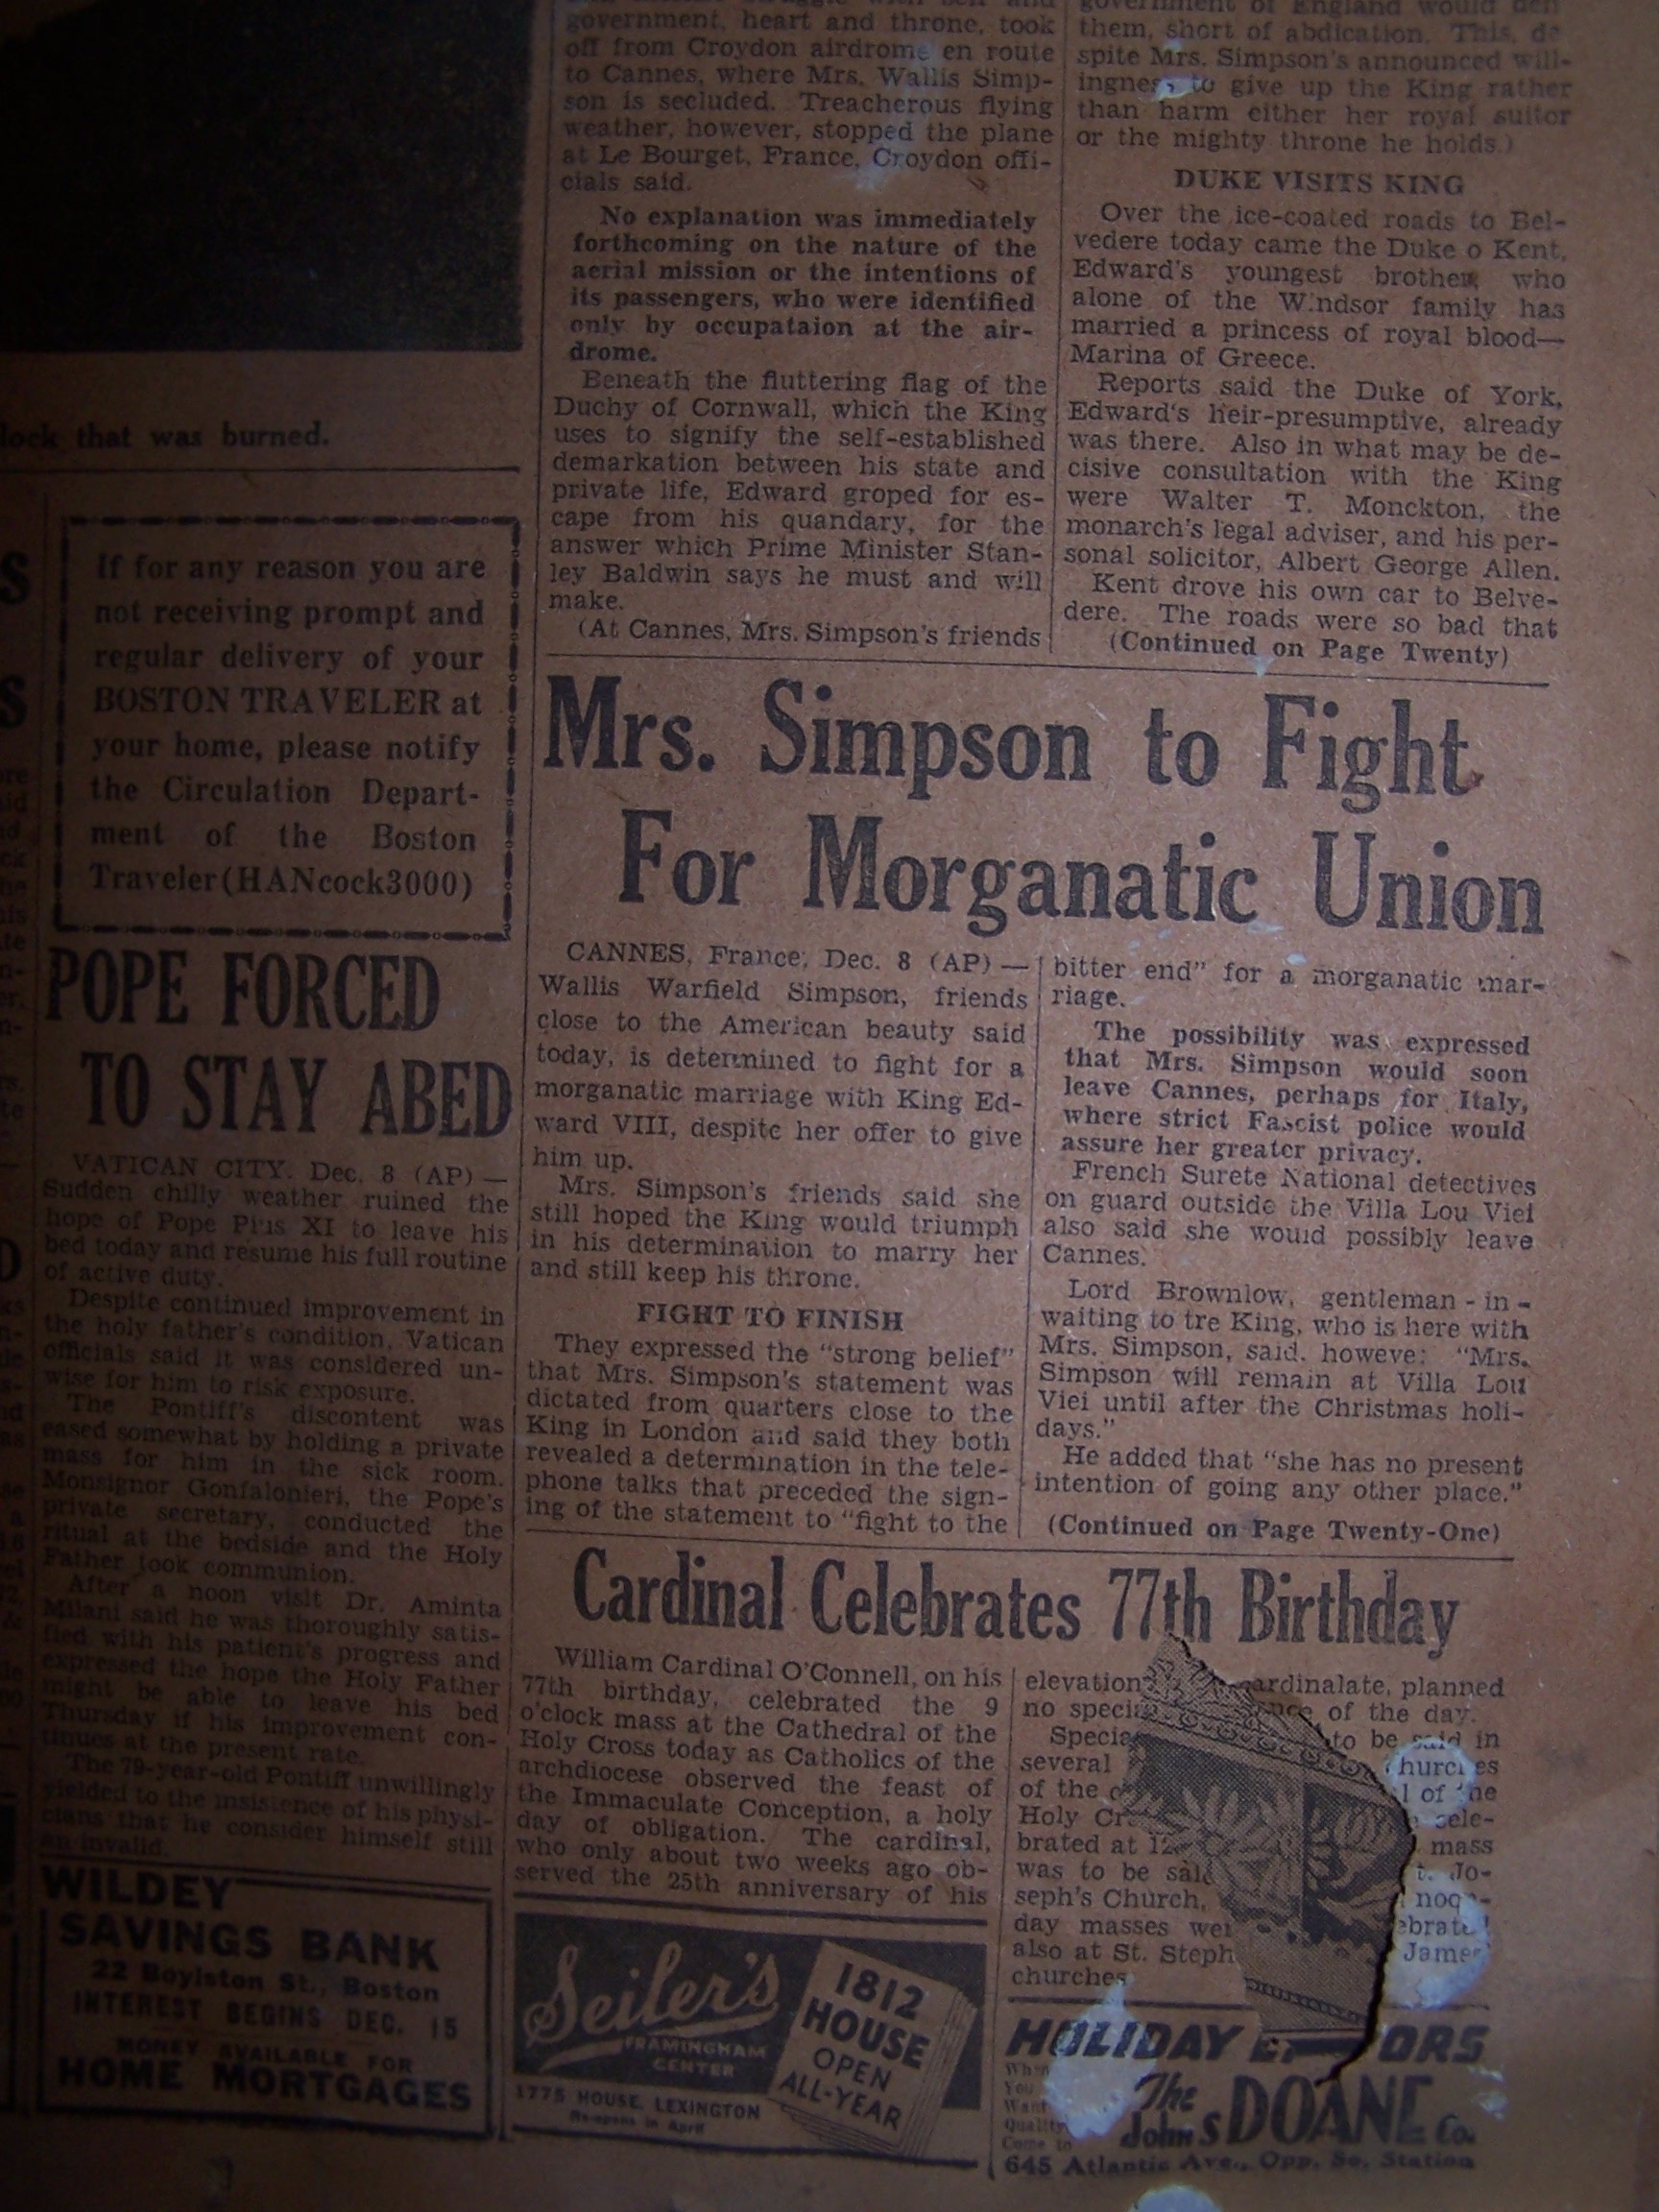 lock that was burned.
If for any reason you are
not receiving prompt and
regular delivery of your
BOSTON TRAVELER at
your home, please notify
the Circulation Depart-
ment of the Boston
Traveler(HANcock3000)
POPE FORCED
TO STAY ABED
VATICAN CITY. Dec. 8 (AP)—
Sudden chilly weather ruined the
hope of Pope Pius XI to leave his
bed today and resume his full routine
of active duty.
Despite continued improvement in
the holy father's condition, Vatican
officials said it was considered un-
wise for him to risk exposure.
The Pontiff's discontent was
eased somewhat by holding a private
mass for him in the sick room.
Monsignor Gonfalonieri, the Pope's
private secretary, conducted the
ritual at the bedside and the Holy
Father took communion.
After a noon visit Dr. Aminta
Milani said he was thoroughly satis-
fied with his patient's progress and
expressed the hope the Holy Father
might be able to leave his bed
Thursday if his improvement con-
tinues at the present rate.
The 79-year-old Pontiff unwillingly
yielded to the insistence of his physi-
cians that he consider himself still
an invalid.
WILDEY
SAVINGS BANK
22 Boylston St., Boston
INTEREST BEGINS DEC. 15
MONEY AVAILABLE FOR
HOME MORTGAGES
government, heart and throne, took
off from Croydon airdrome en route
to Cannes, where Mrs. Wallis Simp-
son is secluded. Treacherous flying
weather, however, stopped the plane
at Le Bourget, France, Croydon offi-
cials said.
No explanation was immediately
forthcoming on the nature of the
aerial mission or the intentions of
its passengers, who were identified
only by occupataion at the air-
drome.
Beneath the fluttering flag of the
Duchy of Cornwall, which the King
uses to signify the self-established
demarkation between his state and
private life, Edward groped for es-
cape from his quandary, for the
answer which Prime Minister Stan-
ley Baldwin says he must and will
make.
(At Cannes, Mrs. Simpson's friends
government of England would
them, short of abdication. This, de
spite Mrs. Simpson's announced will-
ingness to give up the King rather
than harm either her royal suitor
or the mighty throne he holds.)
DUKE VISITS KING
Over the ice-coated roads to Bel-
vedere today came the Duke o Kent,
Edward's youngest brother, who
alone of the W.ndsor family has
married a princess of royal blood—
Marina of Greece.
Reports said the Duke of York,
Edward's heir-presumptive, already
was there. Also in what may be de-
cisive consultation with the King
were Walter T. Monckton, the
monarch's legal adviser, and his per-
sonal solicitor, Albert George Allen.
Kent drove his own car to Belve-
dere. The roads were so bad that
(Continued on Page Twenty)
Mrs. Simpson to Fight
For Morganatic Union
CANNES, France, Dec. 8 (AP)—
Wallis Warfield Simpson, friends
close to the American beauty said
today, is determined to fight for a
morganatic marriage with King Ed-
ward VIII, despite her offer to give
him up.
Mrs. Simpson's friends said she
still hoped the King would triumph
in his determination to marry her
and still keep his throne.
FIGHT TO FINISH
They expressed the "strong belief"
that Mrs. Simpson's statement was
dictated from quarters close to the
King in London and said they both
revealed a determination in the tele-
phone talks that preceded the sign-
ing of the statement to "fight to the
bitter end" for a morganatic mar-
riage.
The possibility was expressed
that Mrs. Simpson would soon
leave Cannes, perhaps for Italy,
where strict Fascist police would
assure her greater privacy.
French Surete National detectives
on guard outside the Villa Lou Viei
also said she would possibly leave
Cannes.
Lord Brownlow, gentleman-in-
waiting to tre King, who is here with
Mrs. Simpson, said. howeve: "Mrs.
Simpson will remain at Villa Lou
Viei until after the Christmas holi-
days."
He added that "she has no present
intention of going any other place."
(Continued on Page Twenty-One)
Cardinal Celebrates 77th Birthday
William Cardinal O'Connell, on his
77th birthday, celebrated the 9
o'clock mass at the Cathedral of the
Holy Cross today as Catholics of the
archdiocese observed the feast of
the Immaculate Conception, a holy
day of obligation. The cardinal,
who only about two weeks ago ob-
served the 25th anniversary of his
elevation ardinalate, planned
no speci of the day.
Specia to be said in
several hurches
of the c l of the
Holy Cr cele-
brated at 12 mass
was to be said t. Jo-
seph's Church, noon-
day masses wer ebrated
also at St. Steph James
churches
Seiler's
FRAMINGHAM
CENTER
1812
HOUSE
OPEN
ALL-YEAR
1775 HOUSE, LEXINGTON
Re-opens in April
HOLIDAY ORS
When
You
Want
Quality
Come to
The
John S DOANE Co.
645 Atlantic Ave., Opp. So. Station